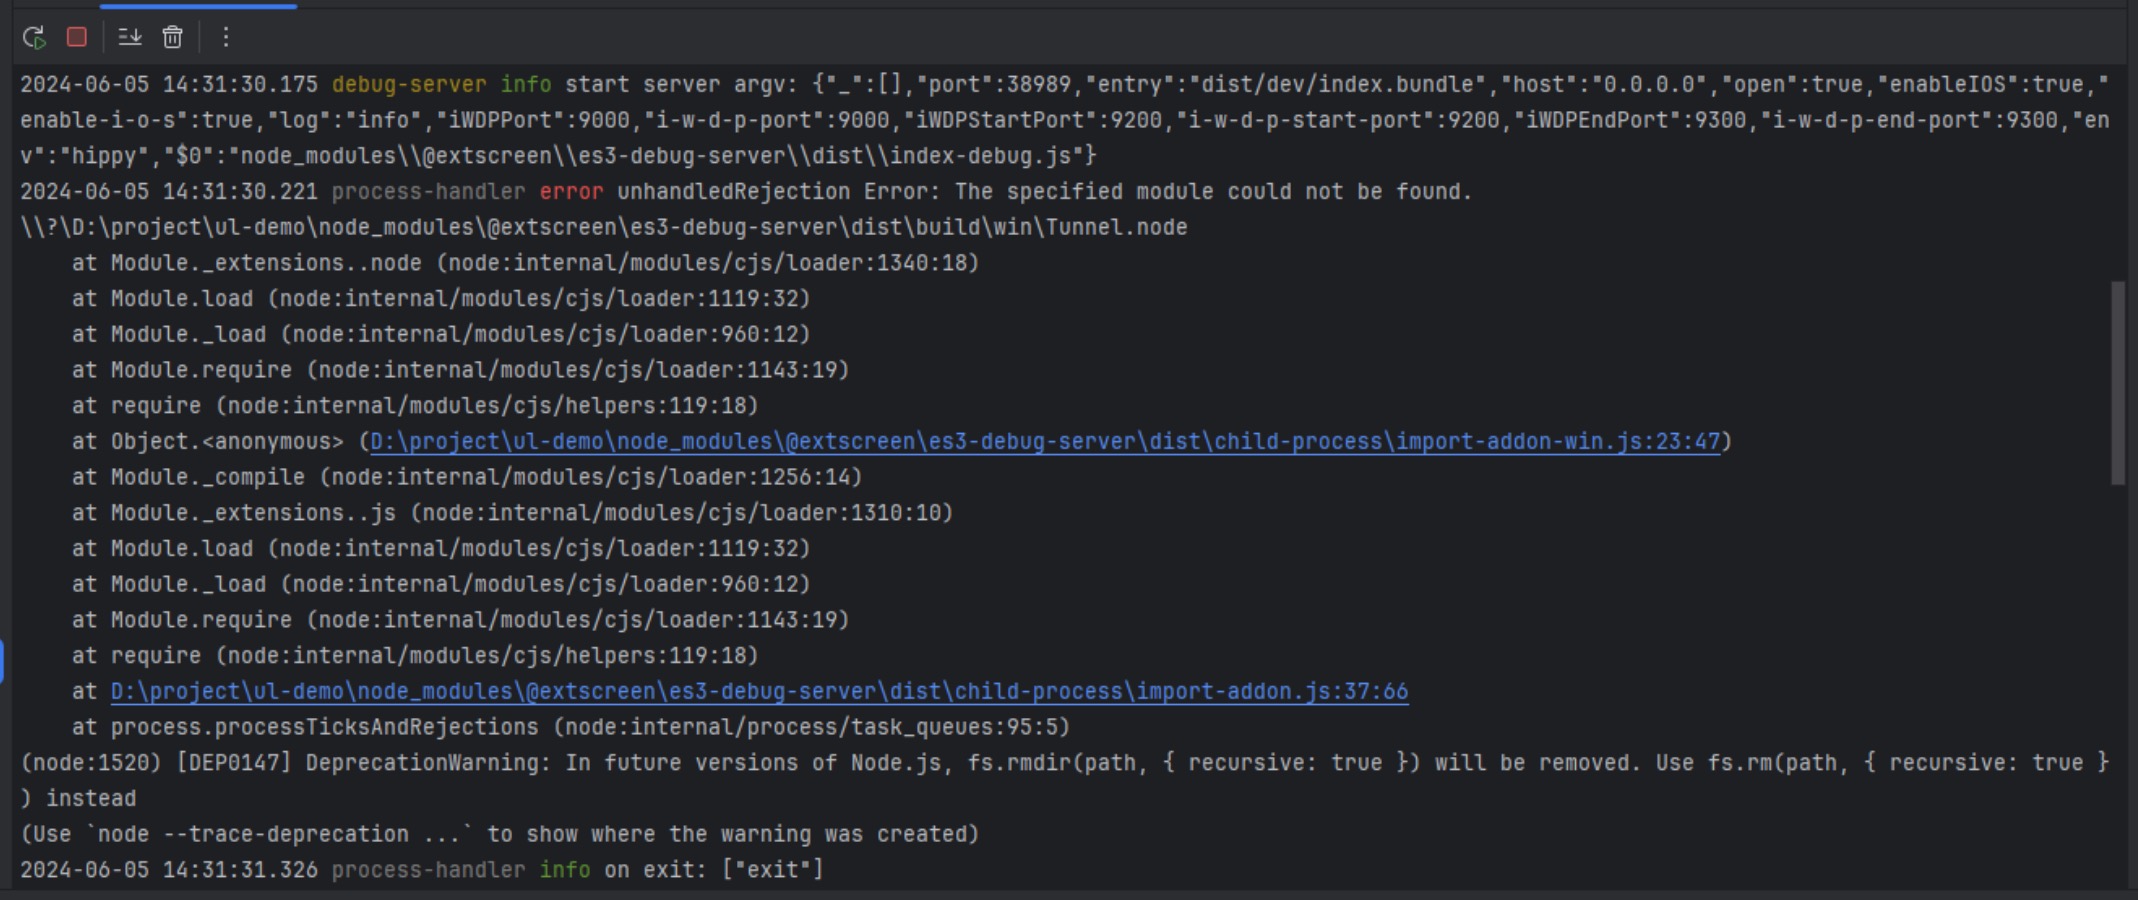 2024-06-05 14:31:30.175 debug-server info start server argv: {"_":[],"port":38989,"entry":"dist/dev/index.bundle","host":"0.0.0.0","open":true,"enableIOS":true,"
enable-i-o-s":true,"log":"info","iWDPPort":9000,"i-w-d-p-port":9000,"iWDPStartPort":9200,"i-w-d-p-start-port":9200,"iWDPEndPort":9300,"i-w-d-p-end-port":9300,"en
v":"hippy","$0":"node_modules\\@extscreen\\es3-debug-server\\dist\\index-debug.js"}
2024-06-05 14:31:30.221 process-handler error unhandledRejection Error: The specified module could not be found.
\\?\D:\project\ul-demo\node_modules\@extscreen\es3-debug-server\dist\build\win\Tunnel.node
    at Module._extensions..node (node:internal/modules/cjs/loader:1340:18)
    at Module.load (node:internal/modules/cjs/loader:1119:32)
    at Module._load (node:internal/modules/cjs/loader:960:12)
    at Module.require (node:internal/modules/cjs/loader:1143:19)
    at require (node:internal/modules/cjs/helpers:119:18)
    at Object.<anonymous> (D:\project\ul-demo\node_modules\@extscreen\es3-debug-server\dist\child-process\import-addon-win.js:23:47)
    at Module._compile (node:internal/modules/cjs/loader:1256:14)
    at Module._extensions..js (node:internal/modules/cjs/loader:1310:10)
    at Module.load (node:internal/modules/cjs/loader:1119:32)
    at Module._load (node:internal/modules/cjs/loader:960:12)
    at Module.require (node:internal/modules/cjs/loader:1143:19)
    at require (node:internal/modules/cjs/helpers:119:18)
    at D:\project\ul-demo\node_modules\@extscreen\es3-debug-server\dist\child-process\import-addon.js:37:66
    at process.processTicksAndRejections (node:internal/process/task_queues:95:5)
(node:1520) [DEP0147] DeprecationWarning: In future versions of Node.js, fs.rmdir(path, { recursive: true }) will be removed. Use fs.rm(path, { recursive: true }
) instead
(Use `node --trace-deprecation ...` to show where the warning was created)
2024-06-05 14:31:31.326 process-handler info on exit: ["exit"]